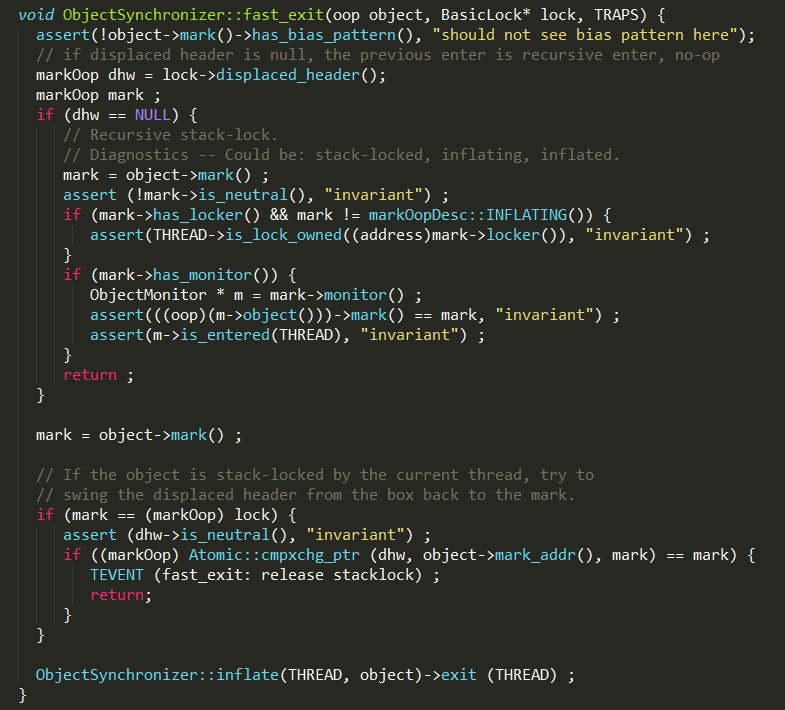 void ObjectSynchronizer::fast_exit(oop object, BasicLock* lock, TRAPS) {
  assert(!object->mark()->has_bias_pattern(), "should not see bias pattern here");
  // if displaced header is null, the previous enter is recursive enter, no-op
  markOop dhw = lock->displaced_header();
  markOop mark ;
  if (dhw == NULL) {
     // Recursive stack-lock.
     // Diagnostics -- Could be: stack-locked, inflating, inflated.
     mark = object->mark() ;
     assert (!mark->is_neutral(), "invariant") ;
     if (mark->has_locker() && mark != markOopDesc::INFLATING()) {
        assert(THREAD->is_lock_owned((address)mark->locker()), "invariant") ;
     }
     if (mark->has_monitor()) {
        ObjectMonitor * m = mark->monitor() ;
        assert(((oop)(m->object()))->mark() == mark, "invariant") ;
        assert(m->is_entered(THREAD), "invariant") ;
     }
     return ;
  }

  mark = object->mark() ;

  // If the object is stack-locked by the current thread, try to
  // swing the displaced header from the box back to the mark.
  if (mark == (markOop) lock) {
     assert (dhw->is_neutral(), "invariant") ;
     if ((markOop) Atomic::cmpxchg_ptr (dhw, object->mark_addr(), mark) == mark) {
        TEVENT (fast_exit: release stacklock) ;
        return;
     }
  }

  ObjectSynchronizer::inflate(THREAD, object)->exit (THREAD) ;
}